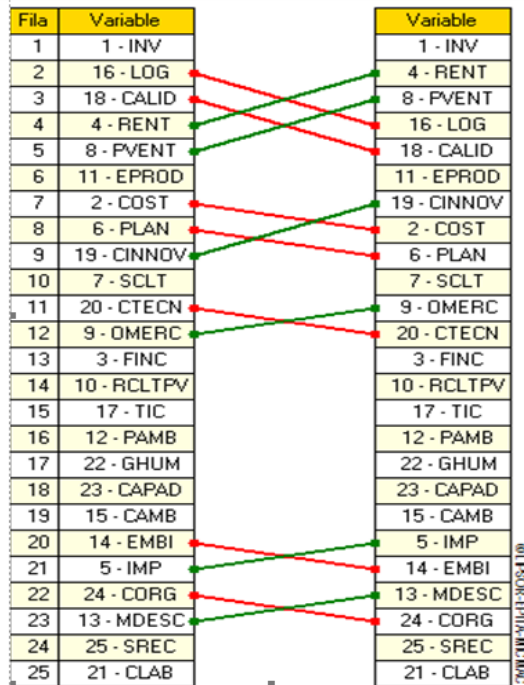 Fila Variable Variable
1 1 - INV 1 - INV
2 16 - LOG 4 - RENT
3 18 - CALID 8 - PVENT
4 4 - RENT 16 - LOG
5 8 - PVENT 18 - CALID
6 11 - EPROD 11 - EPROD
7 2 - COST 19 - CINNOV
8 6 - PLAN 2 - COST
9 19 - CINNOV 6 - PLAN
10 7 - SCLT 7 - SCLT
11 20 - CTECN 9 - OMERC
12 9 - OMERC 20 - CTECN
13 3 - FINC 3 - FINC
14 10 - RCLTPV 10 - RCLTPV
15 17 - TIC 17 - TIC
16 12 - PAMB 12 - PAMB
17 22 - GHUM 22 - GHUM
18 23 - CAPAD 23 - CAPAD
19 15 - CAMB 15 - CAMB
20 14 - EMBI 5 - IMP
21 5 - IMP 14 - EMBI
22 24 - CORG 13 - MDESC
23 13 - MDESC 24 - CORG
24 25 - SREC 25 - SREC
25 21 - CLAB 21 - CLAB
© LIPSOR-EPITA-MICMAC